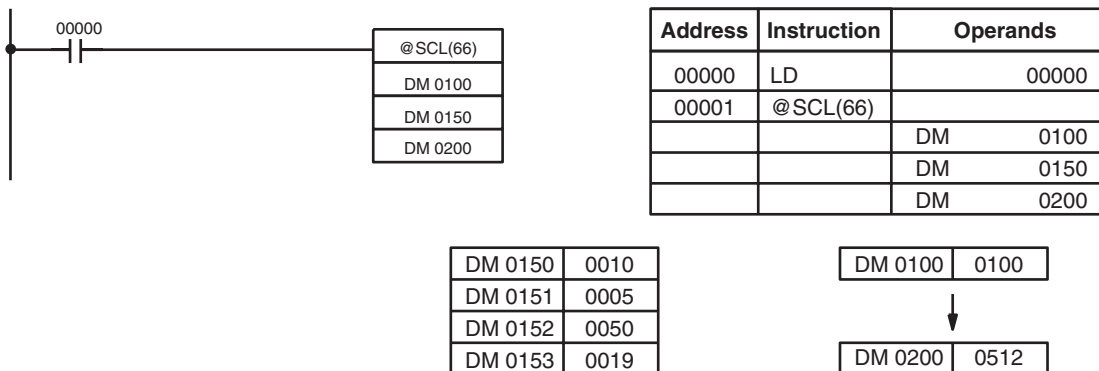 00000
@SCL(66)
DM 0100
DM 0150
DM 0200
Address Instruction Operands
00000 LD 00000
00001 @SCL(66)
DM 0100
DM 0150
DM 0200
DM 0150 0010
DM 0151 0005
DM 0152 0050
DM 0153 0019
DM 0100 0100
DM 0200 0512